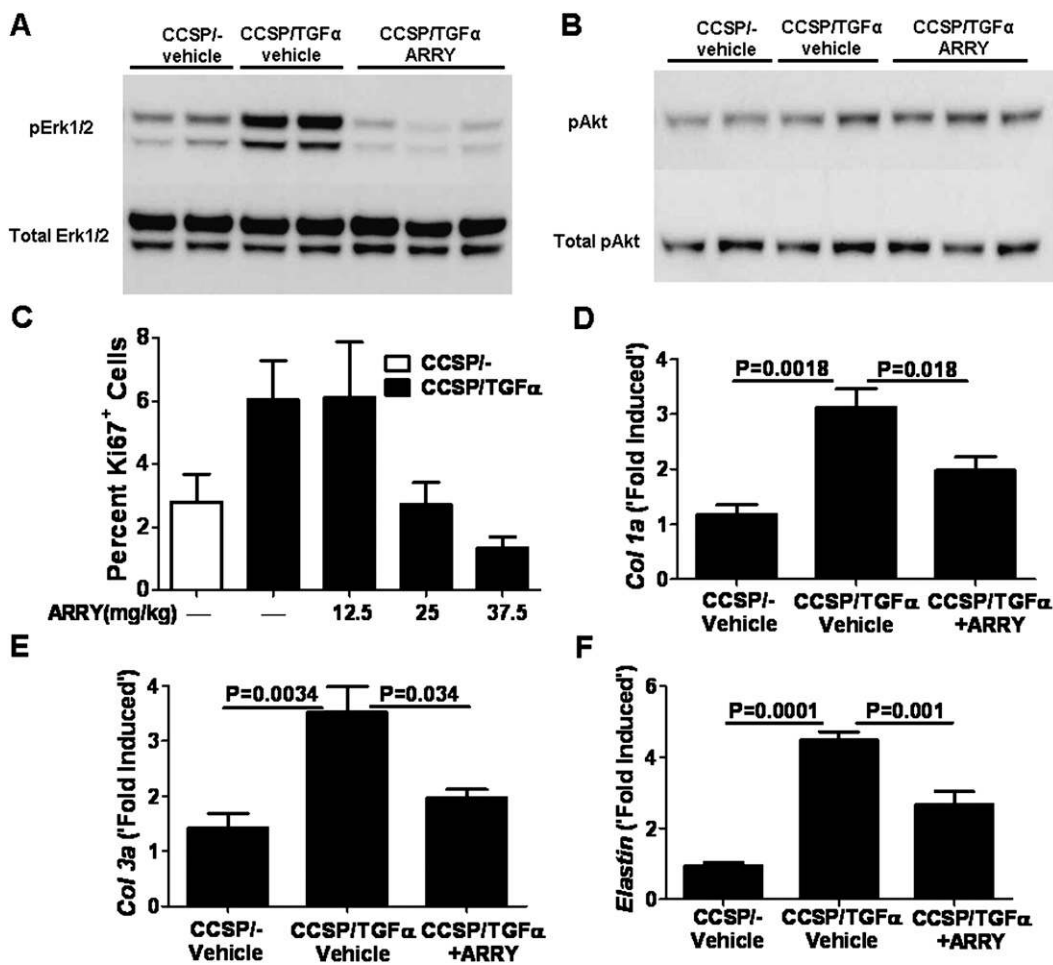 A
CCSP/- vehicle
CCSP/TGFα vehicle
CCSP/TGFα ARRY
pErk1/2
Total Erk1/2
B
CCSP/- vehicle
CCSP/TGFα vehicle
CCSP/TGFα ARRY
pAkt
Total pAkt
C
Percent Ki67+ Cells
8
6
4
2
0
CCSP/-
CCSP/TGFα
ARRY(mg/kg) — — 12.5 25 37.5
D
Col 1a ('Fold Induced')
4
3
2
1
0
P=0.0018
P=0.018
CCSP/- Vehicle
CCSP/TGFα Vehicle
CCSP/TGFα +ARRY
E
Col 3a ('Fold Induced')
4
3
2
1
0
P=0.0034
P=0.034
CCSP/- Vehicle
CCSP/TGFα Vehicle
CCSP/TGFα +ARRY
F
Elastin ('Fold Induced')
6
4
2
0
P=0.0001
P=0.001
CCSP/- Vehicle
CCSP/TGFα Vehicle
CCSP/TGFα +ARRY